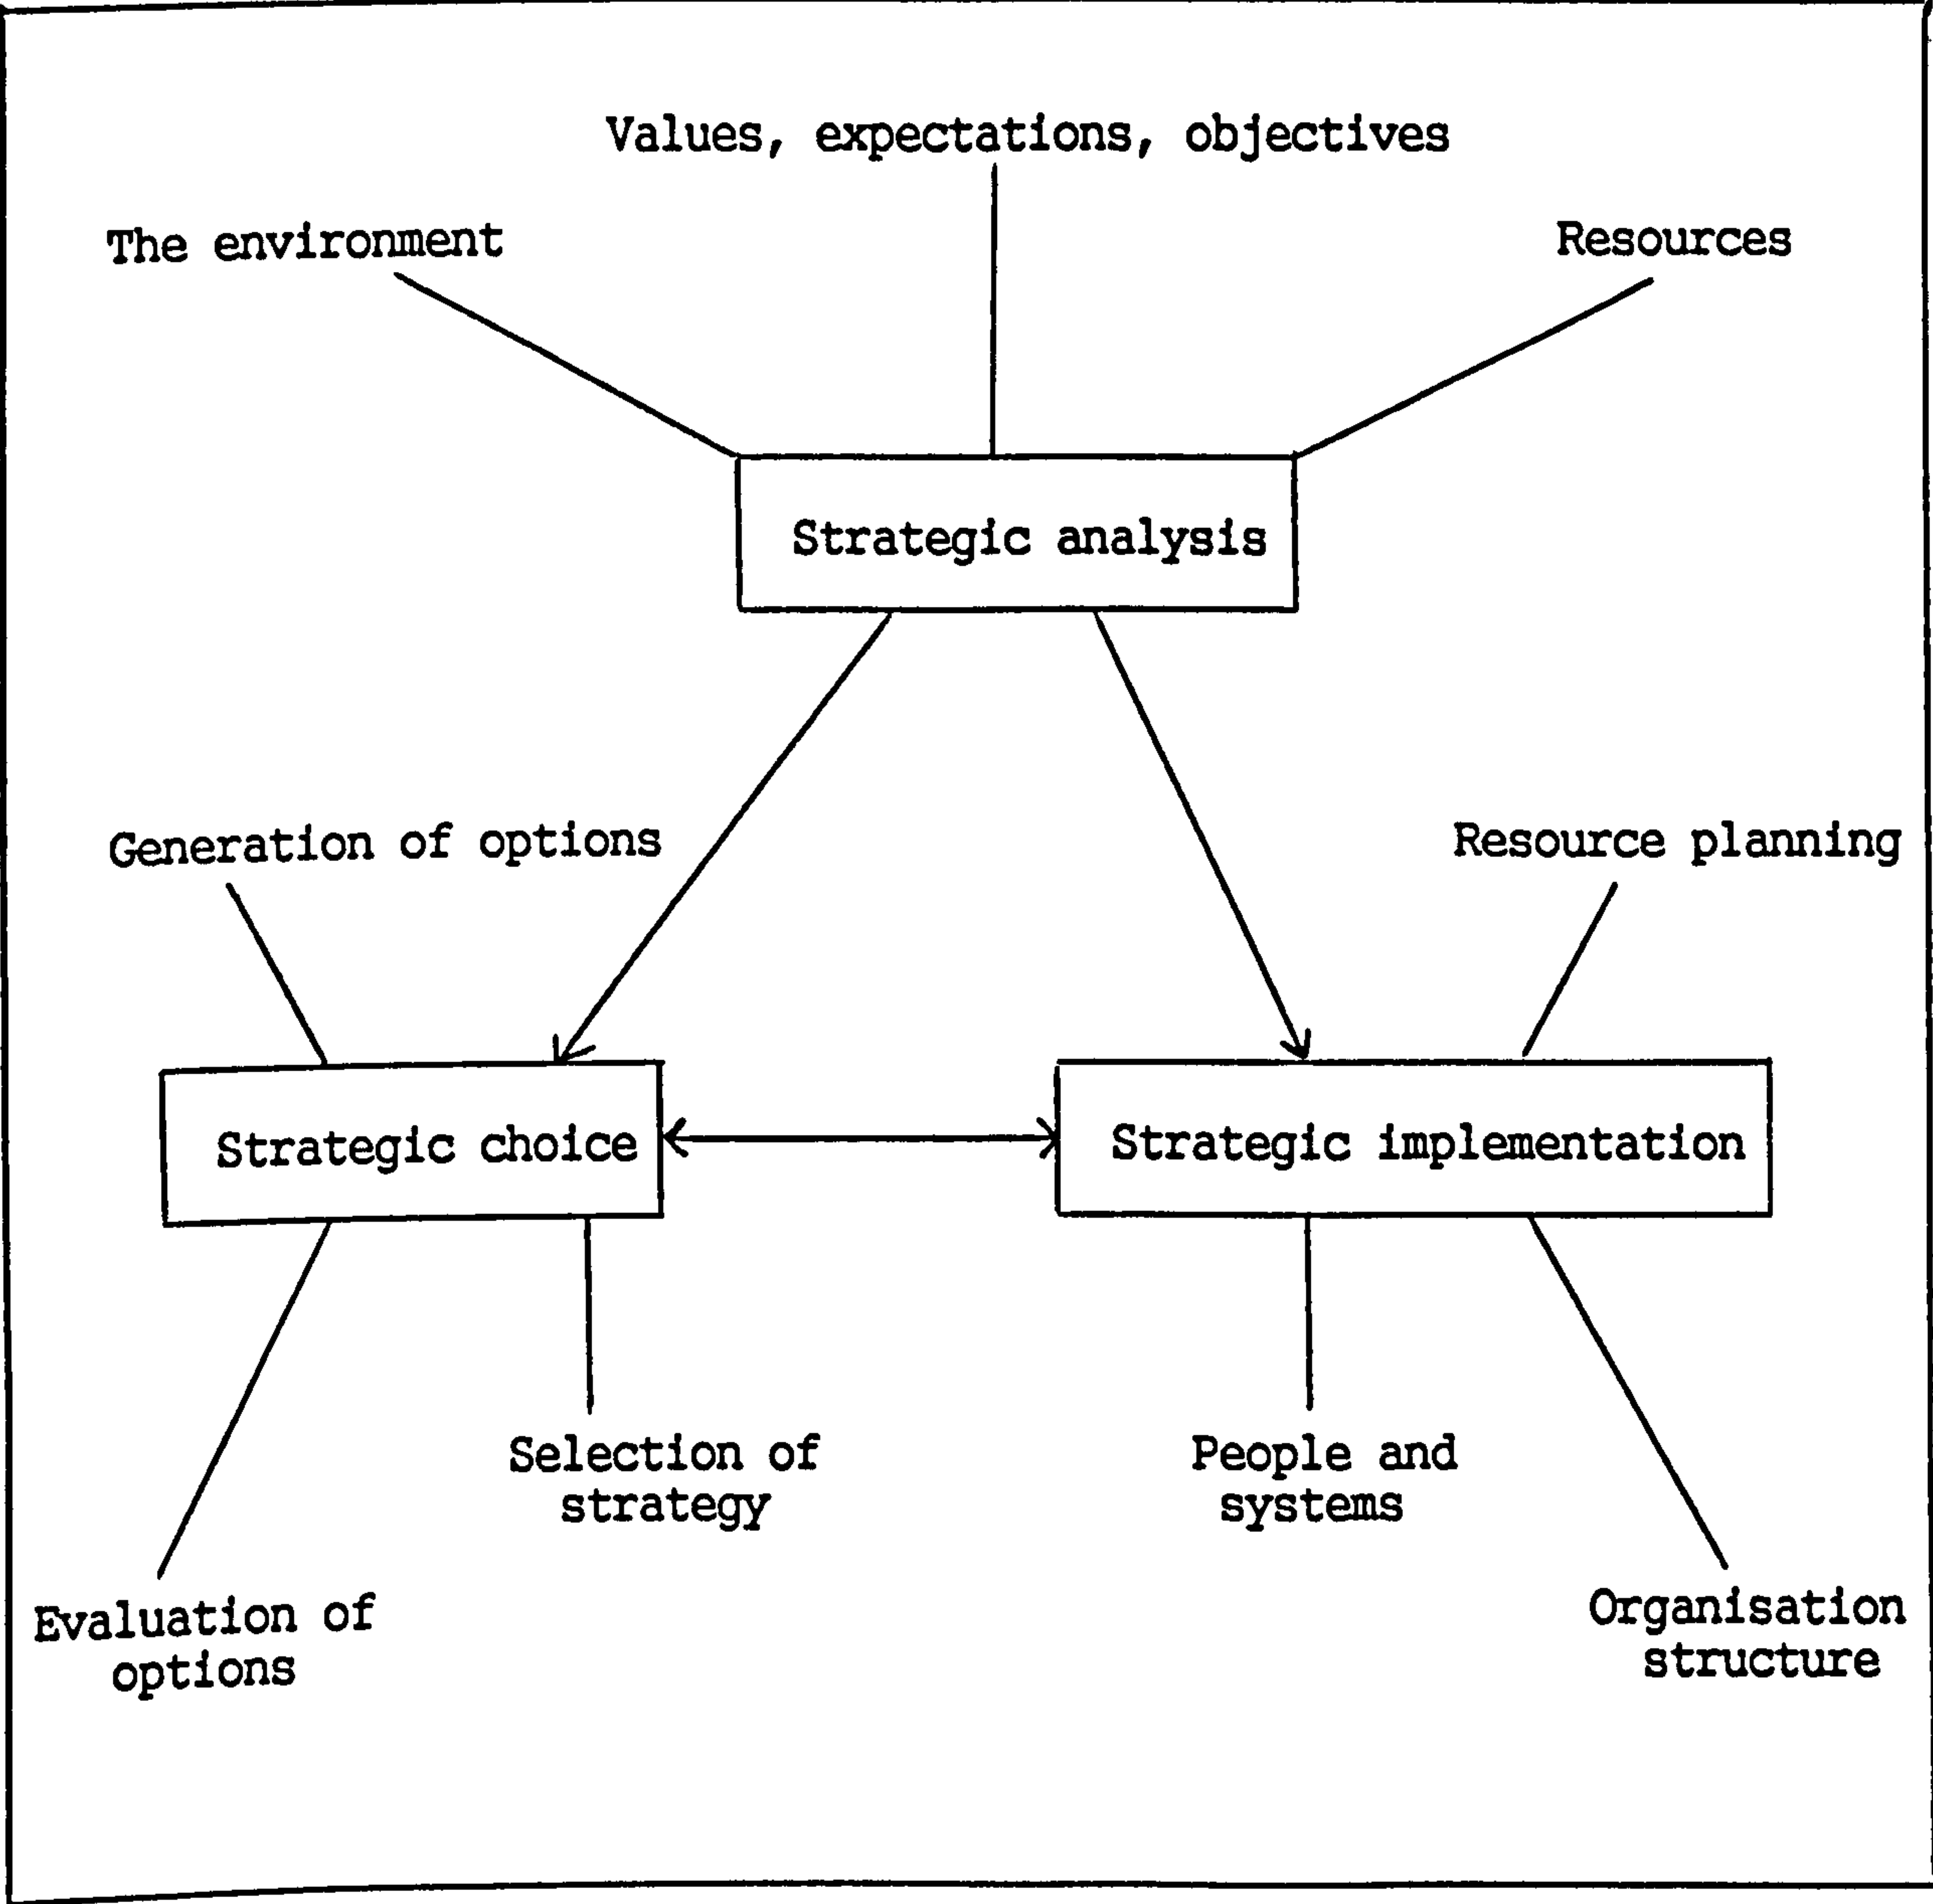 Values, expectations, objectives
The environment
Resources
Strategic analysis
Generation of options
Resource planning
Strategic choice
Strategic implementation
Selection of
strategy
People and
systems
Evaluation of
options
Organisation
structure